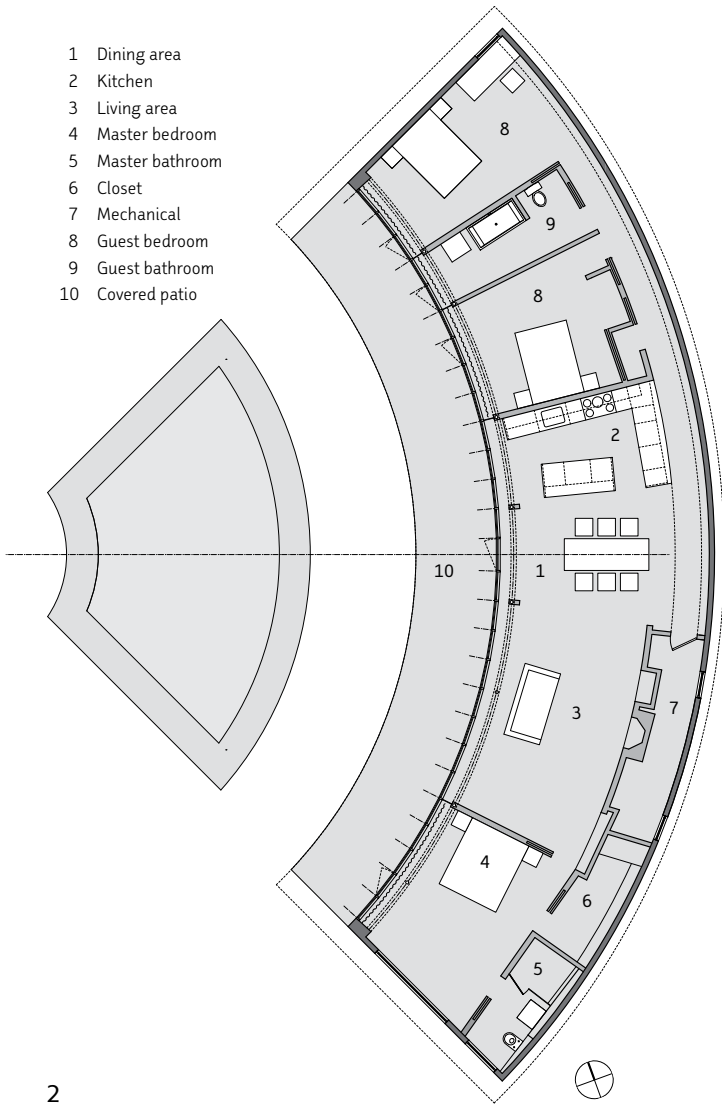 1 Dining area
2 Kitchen
3 Living area
4 Master bedroom
5 Master bathroom
6 Closet
7 Mechanical
8 Guest bedroom
9 Guest bathroom
10 Covered patio
8
9
8
2
10
1
3
7
4
6
5
2